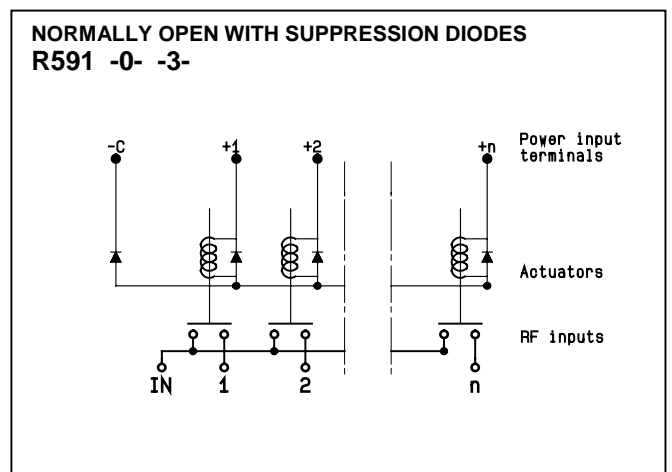 NORMALLY OPEN WITH SUPPRESSION DIODES
R591 -0- -3-
-C +1 +2 +n Power input
terminals
Actuators
RF inputs
IN 1 2 n